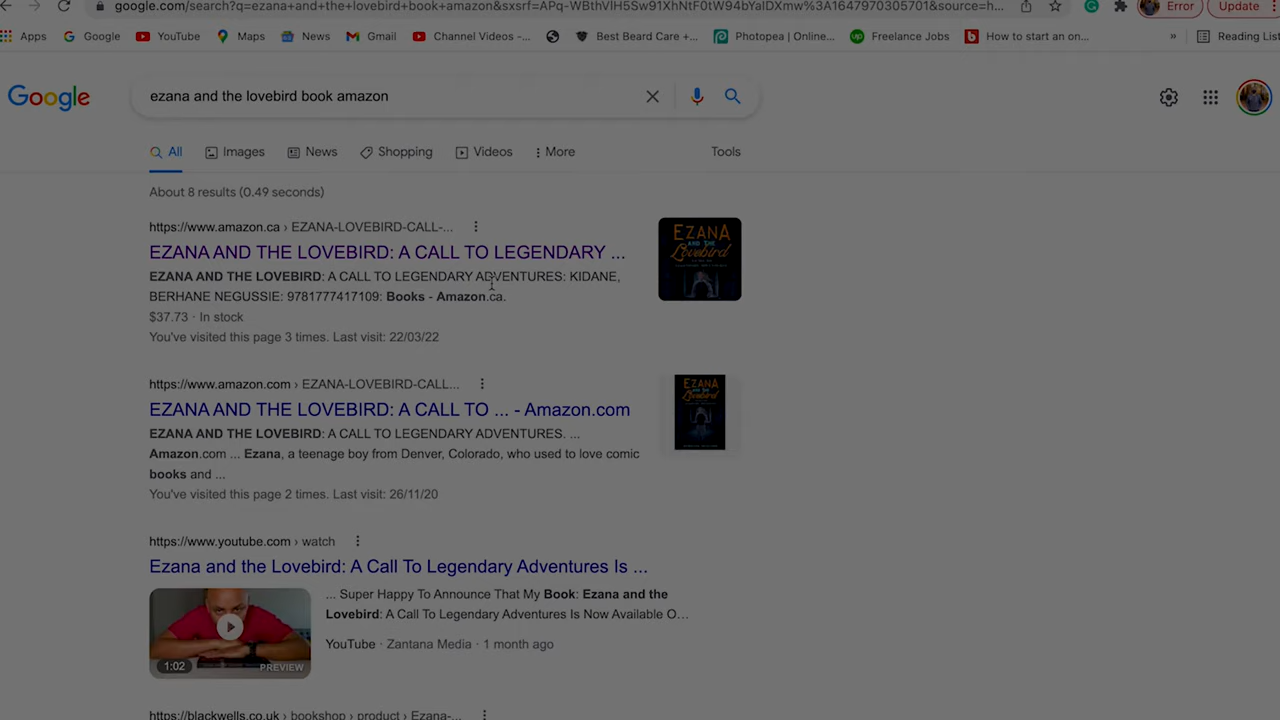 google.com/search?q=ezana+and+the+lovebird+book+amazon&sxsrf=APq-WBthVlH5Sw91XhNtF0tW94bYaIDXmw%3A1647970305701&source=h...
Error
Update
Apps
Google
YouTube
Maps
News
Gmail
Channel Videos -...
Best Beard Care +...
Photopea | Online...
Freelance Jobs
How to start an on...
»
Reading List
Google
ezana and the lovebird book amazon
All
Images
News
Shopping
Videos
More
Tools
About 8 results (0.49 seconds)
https://www.amazon.ca › EZANA-LOVEBIRD-CALL-...
EZANA AND THE LOVEBIRD: A CALL TO LEGENDARY ...
EZANA AND THE LOVEBIRD: A CALL TO LEGENDARY ADVENTURES: KIDANE,
BERHANE NEGUSSIE: 9781777417109: Books - Amazon.ca.
$37.73 · In stock
You've visited this page 3 times. Last visit: 22/03/22
EZANA
AND THE
Lovebird
https://www.amazon.com › EZANA-LOVEBIRD-CALL...
EZANA AND THE LOVEBIRD: A CALL TO ... - Amazon.com
EZANA AND THE LOVEBIRD: A CALL TO LEGENDARY ADVENTURES. ...
Amazon.com ... Ezana, a teenage boy from Denver, Colorado, who used to love comic
books and ...
You've visited this page 2 times. Last visit: 26/11/20
EZANA
AND THE
Lovebird
https://www.youtube.com › watch
Ezana and the Lovebird: A Call To Legendary Adventures Is ...
1:02
PREVIEW
... Super Happy To Announce That My Book: Ezana and the
Lovebird: A Call To Legendary Adventures Is Now Available O...
YouTube · Zantana Media · 1 month ago
https://blackwells.co.uk › bookshop › product › Ezana-...